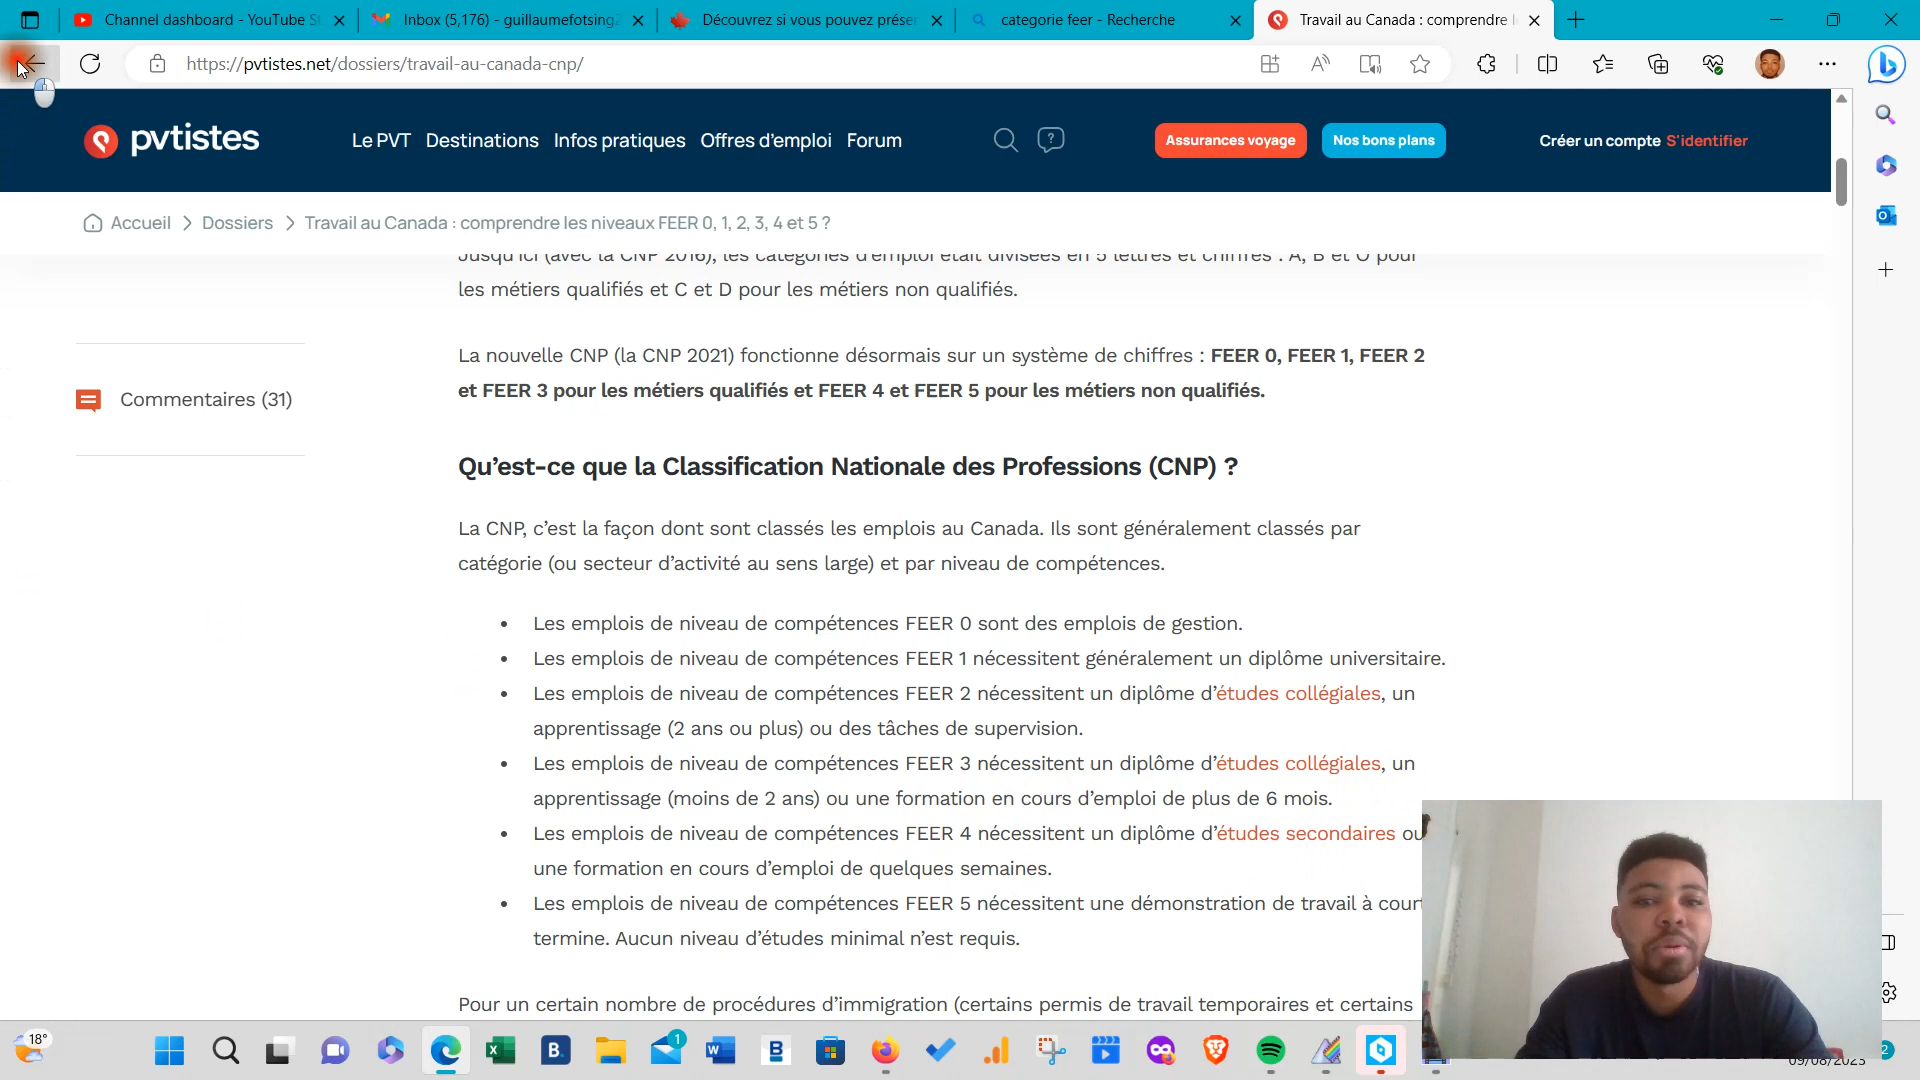 Channel dashboard - YouTube St
Inbox (5,176) - guillaumefotsing2
Découvrez si vous pouvez présen
categorie feer - Recherche
Travail au Canada : comprendre l
https://pvtistes.net/dossiers/travail-au-canada-cnp/
pvtistes
Le PVT Destinations Infos pratiques Offres d'emploi Forum
Assurances voyage
Nos bons plans
Créer un compte S'identifier
Accueil > Dossiers > Travail au Canada : comprendre les niveaux FEER 0, 1, 2, 3, 4 et 5 ?
Jusqu'ici (avec la CNP 2016), les catégories d'emploi était divisées en 5 lettres et chiffres : A, B et O pour
les métiers qualifiés et C et D pour les métiers non qualifiés.
La nouvelle CNP (la CNP 2021) fonctionne désormais sur un système de chiffres : FEER 0, FEER 1, FEER 2
et FEER 3 pour les métiers qualifiés et FEER 4 et FEER 5 pour les métiers non qualifiés.
Commentaires (31)
Qu'est-ce que la Classification Nationale des Professions (CNP) ?
La CNP, c'est la façon dont sont classés les emplois au Canada. Ils sont généralement classés par
catégorie (ou secteur d'activité au sens large) et par niveau de compétences.
• Les emplois de niveau de compétences FEER 0 sont des emplois de gestion.
• Les emplois de niveau de compétences FEER 1 nécessitent généralement un diplôme universitaire.
• Les emplois de niveau de compétences FEER 2 nécessitent un diplôme d'études collégiales, un
apprentissage (2 ans ou plus) ou des tâches de supervision.
• Les emplois de niveau de compétences FEER 3 nécessitent un diplôme d'études collégiales, un
apprentissage (moins de 2 ans) ou une formation en cours d'emploi de plus de 6 mois.
• Les emplois de niveau de compétences FEER 4 nécessitent un diplôme d'études secondaires ou
une formation en cours d'emploi de quelques semaines.
• Les emplois de niveau de compétences FEER 5 nécessitent une démonstration de travail à court
termine. Aucun niveau d'études minimal n'est requis.
Pour un certain nombre de procédures d'immigration (certains permis de travail temporaires et certains
18°
1
09/08/2023
2